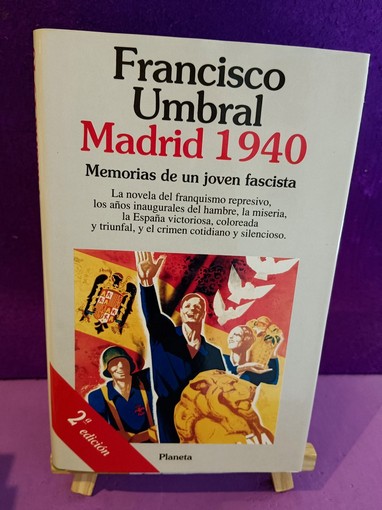 Francisco
Umbral
Madrid 1940
Memorias de un joven fascista
La novela del franquismo represivo,
los años inaugurales del hambre, la miseria,
la España victoriosa, coloreada
y triunfal, y el crimen cotidiano y silencioso.
2ª edición
Planeta